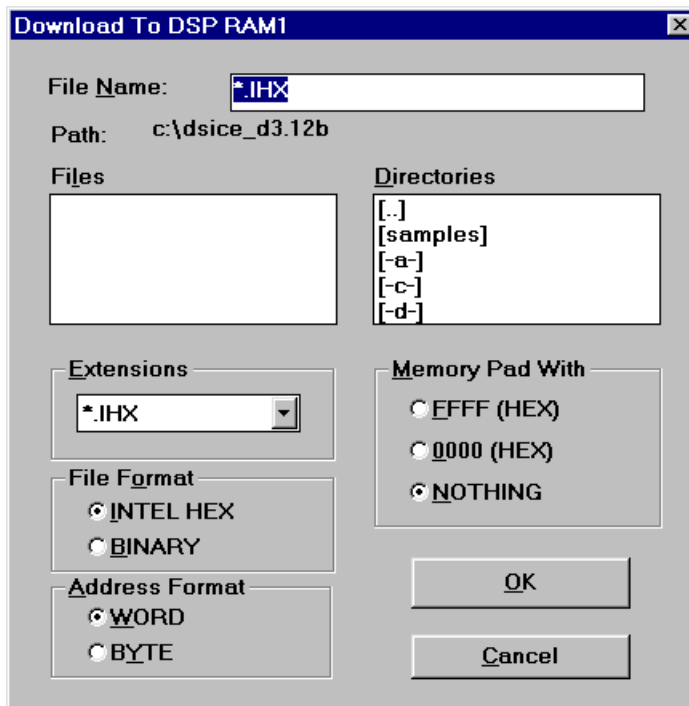 Download To DSP RAM1
File Name:
*.IHX
Path:
c:\dsice_d3.12b
Files
Directories
[..]
[samples]
[-a-]
[-c-]
[-d-]
Extensions
*.IHX
Memory Pad With
FFFF (HEX)
0000 (HEX)
NOTHING
File Format
INTEL HEX
BINARY
Address Format
WORD
BYTE
OK
Cancel